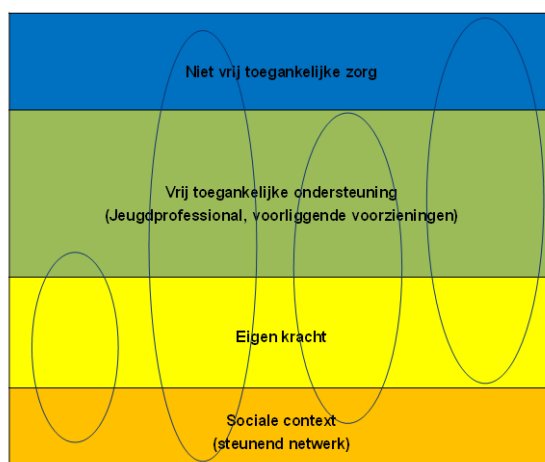 Niet vrij toegankelijke zorg
Vrij toegankelijke ondersteuning
(Jeugdprofessional, voorliggende voorzieningen)
Eigen kracht
Sociale context
(steunend netwerk)